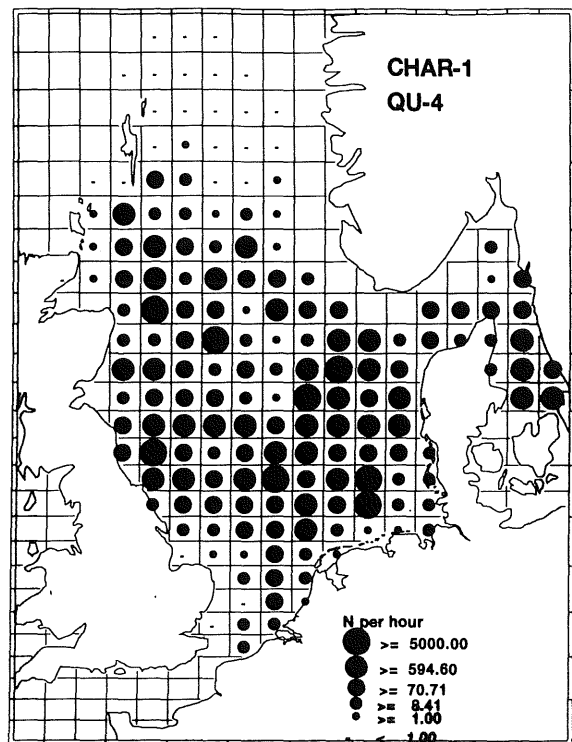 CHAR-1
QU-4
N per hour
>= 5000.00
>= 594.60
>= 70.71
>= 8.41
>= 1.00
< 1.00